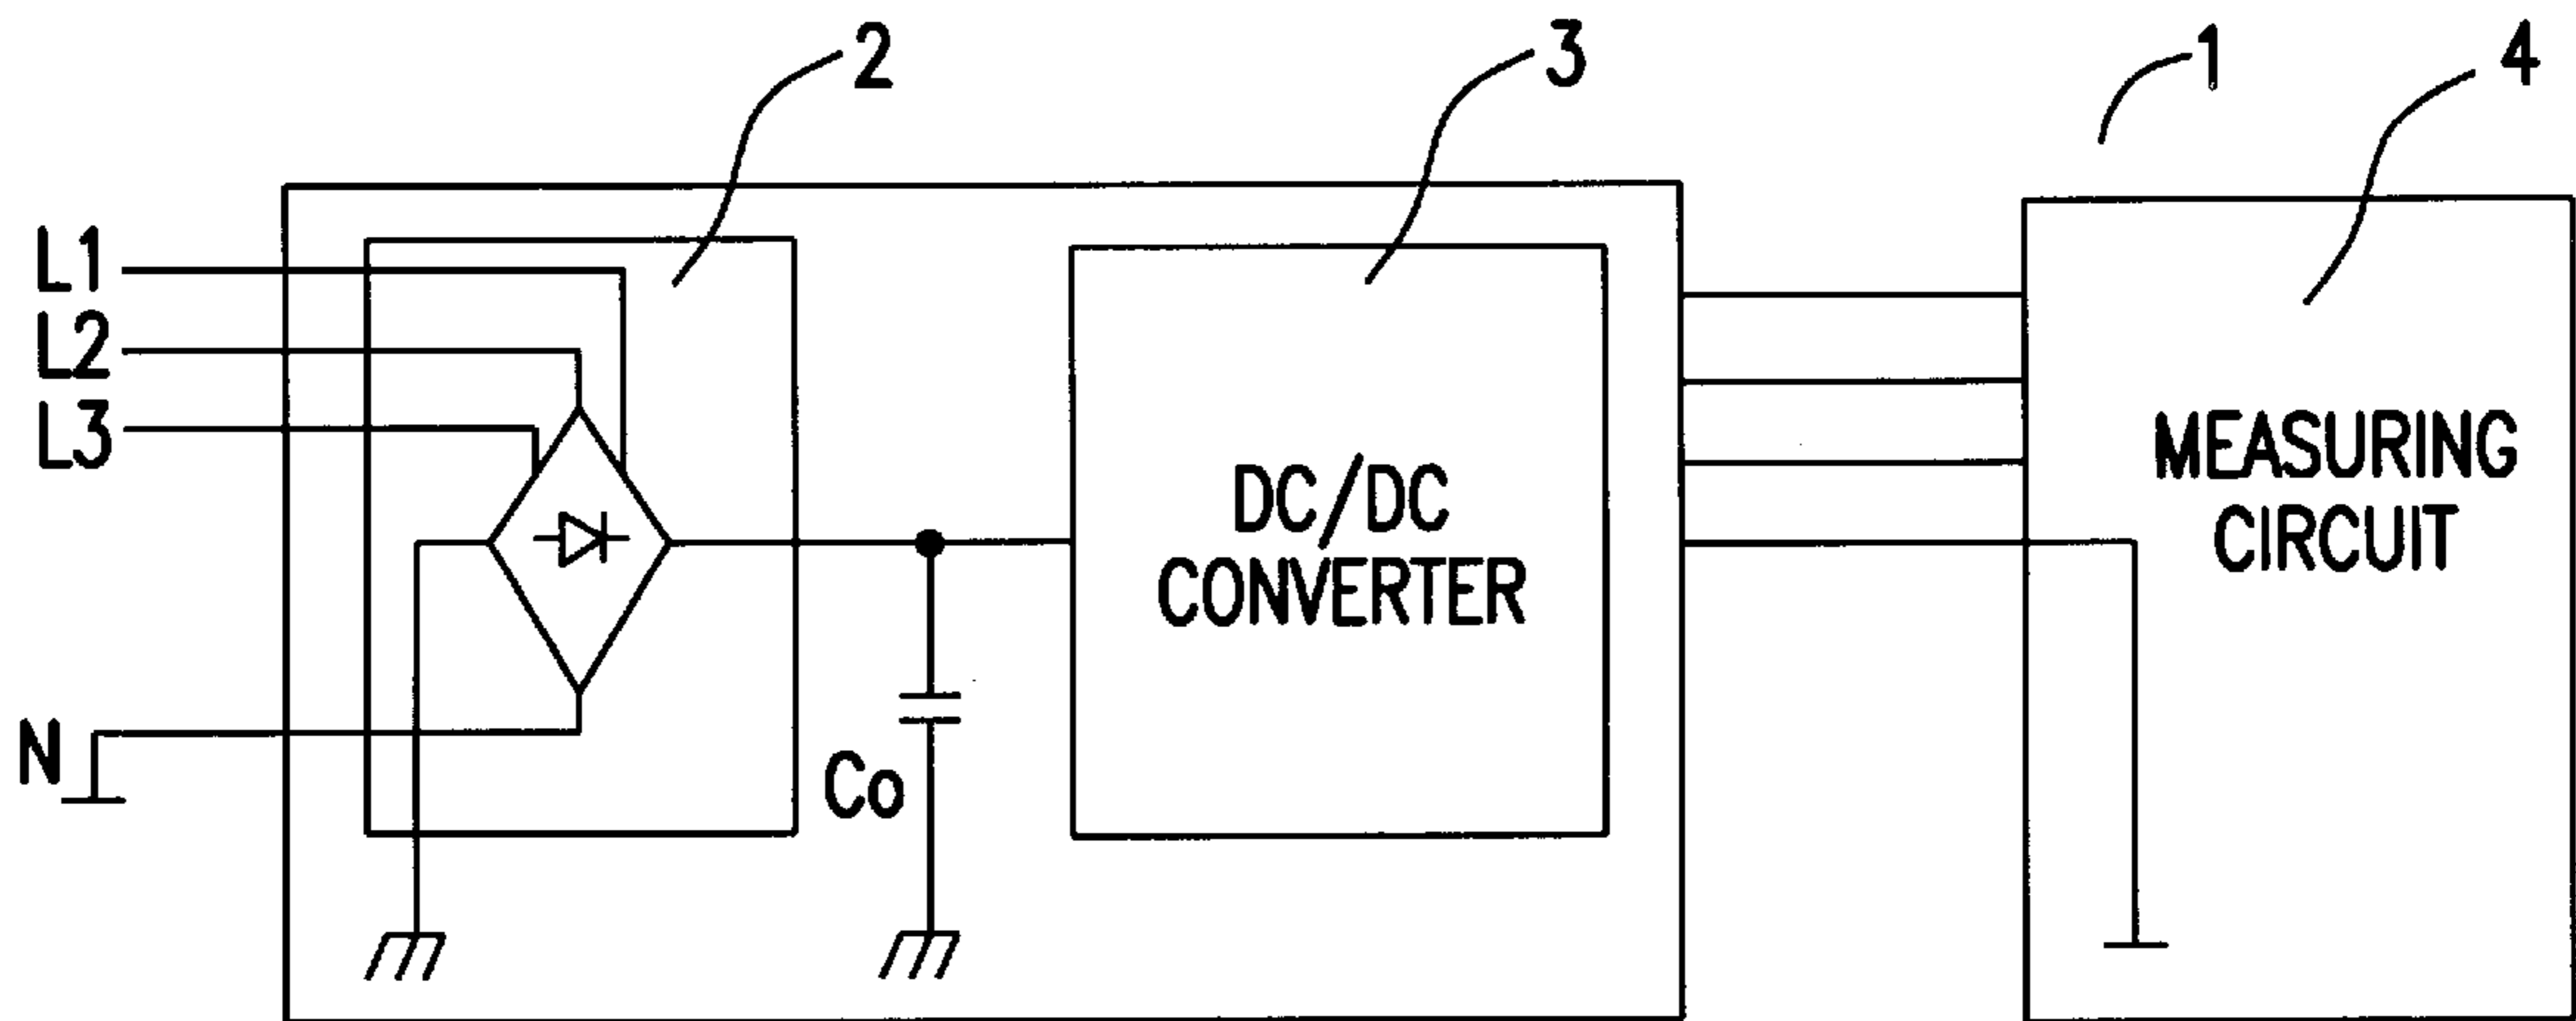 2
3
1
4
L1
L2
L3
N
Co
DC/DC
CONVERTER
MEASURING
CIRCUIT